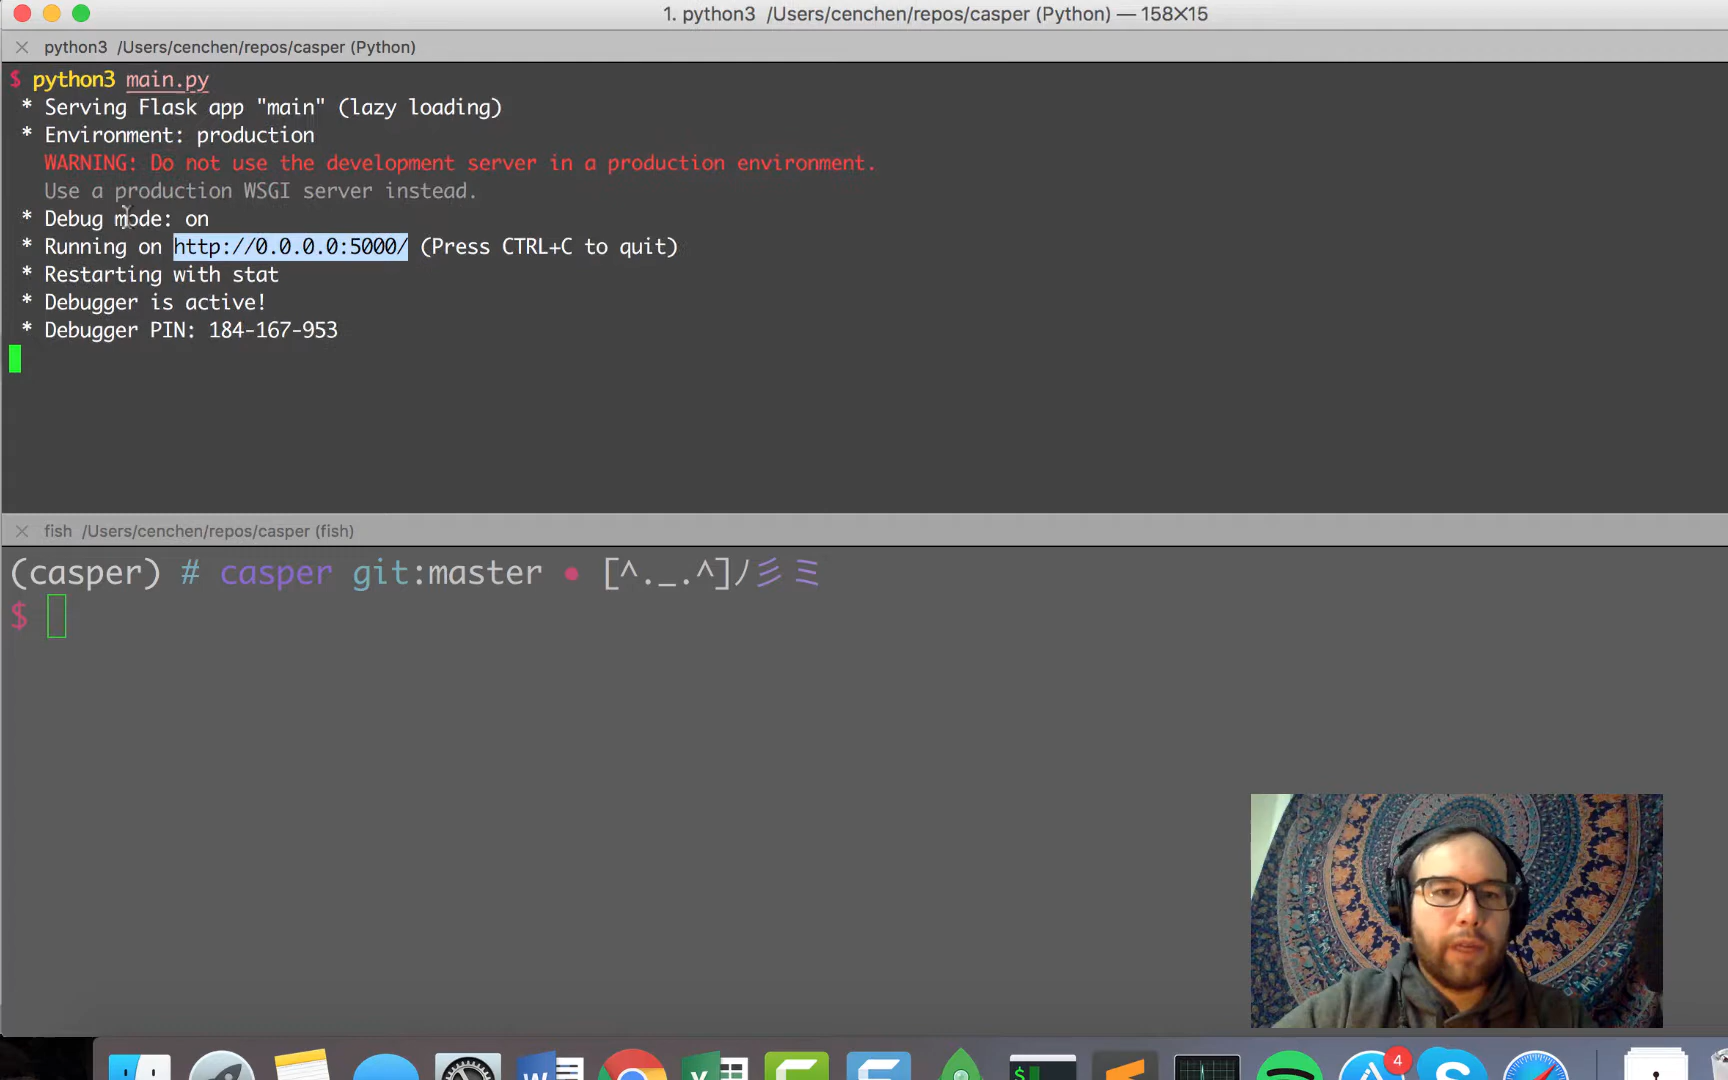 1. python3 /Users/cenchen/repos/casper (Python) — 158×15
python3 /Users/cenchen/repos/casper (Python)
$ python3 main.py
* Serving Flask app "main" (lazy loading)
* Environment: production
WARNING: Do not use the development server in a production environment.
Use a production WSGI server instead.
* Debug mode: on
* Running on http://0.0.0.0:5000/ (Press CTRL+C to quit)
* Restarting with stat
* Debugger is active!
* Debugger PIN: 184-167-953
fish /Users/cenchen/repos/casper (fish)
(casper) # casper git:master • [^._.^]ﾉ彡ミ
$
4